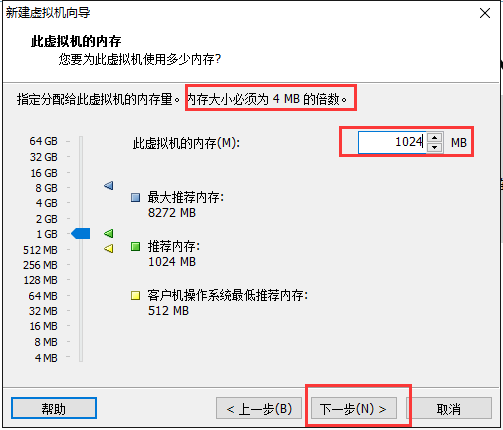 新建虚拟机向导
此虚拟机的内存
您要为此虚拟机使用多少内存?
指定分配给此虚拟机的内存量。内存大小必须为 4 MB 的倍数。
此虚拟机的内存(M): 1024 MB
64 GB
32 GB
16 GB
8 GB
4 GB
2 GB
1 GB
512 MB
256 MB
128 MB
64 MB
32 MB
16 MB
8 MB
4 MB
最大推荐内存:
8272 MB
推荐内存:
1024 MB
客户机操作系统最低推荐内存:
512 MB
帮助 < 上一步(B) 下一步(N) > 取消